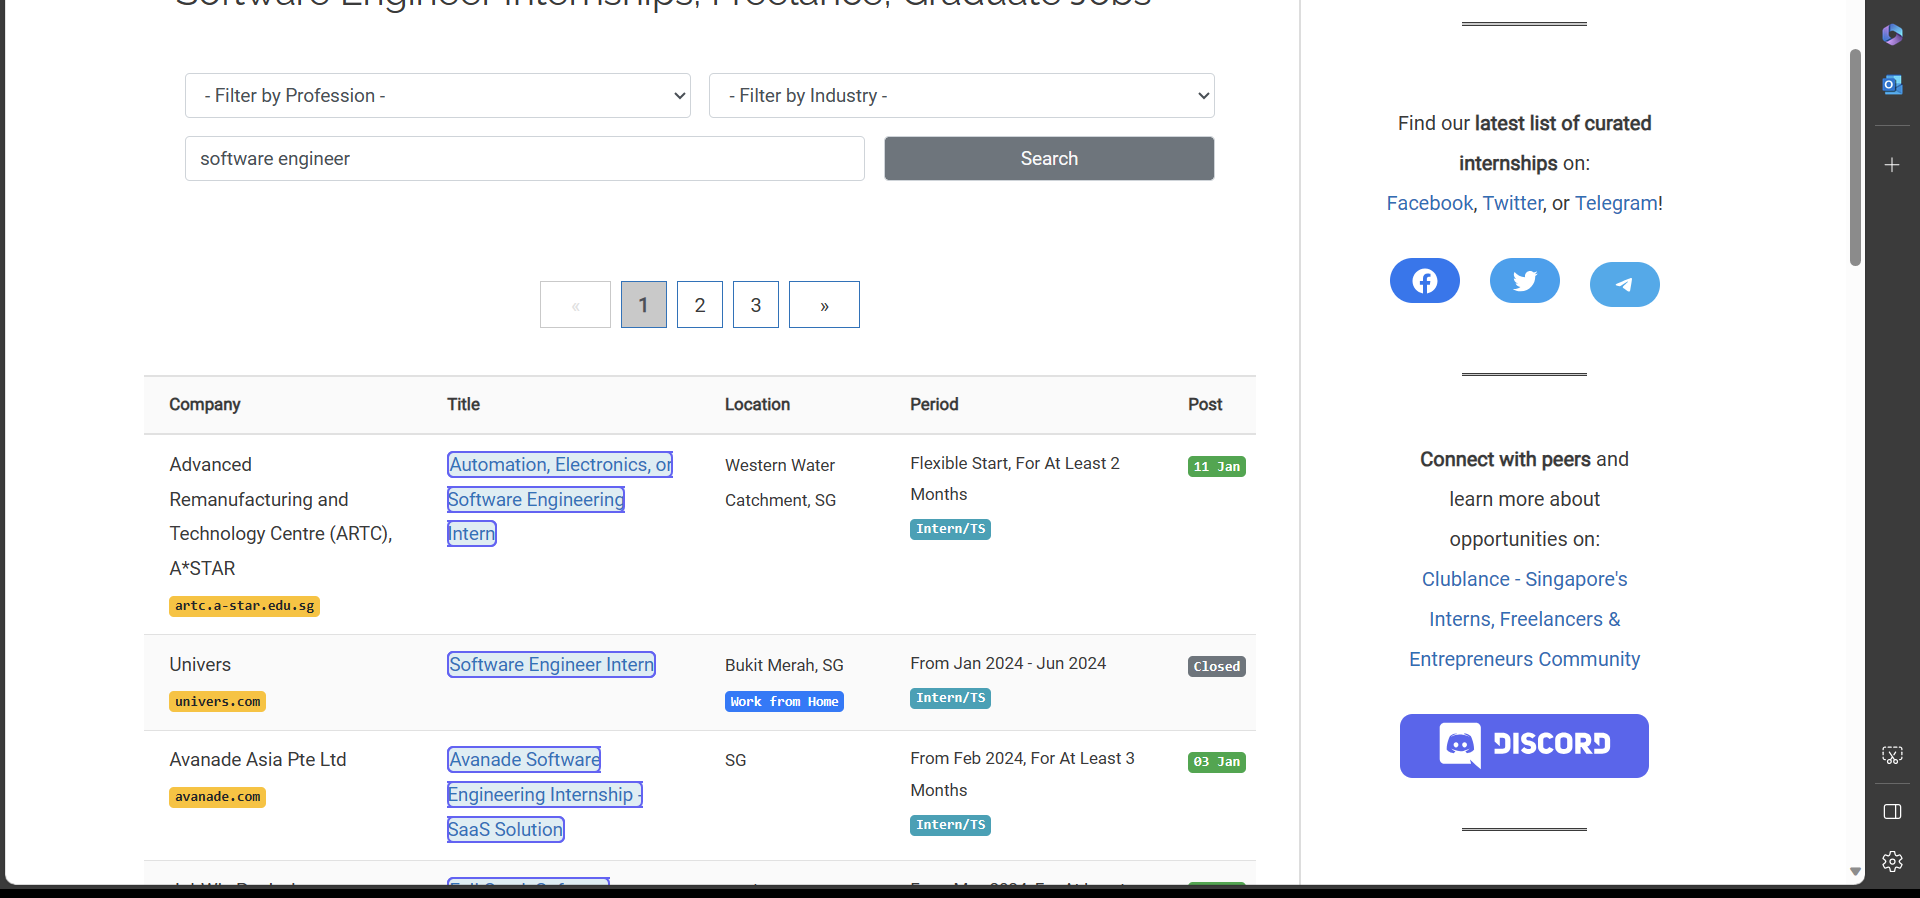 Software Engineer Internships, Freelance, Graduate Jobs
- Filter by Profession -
- Filter by Industry -
software engineer
Search
«
1
2
3
»
Company
Title
Location
Period
Post
Advanced
Remanufacturing and
Technology Centre (ARTC),
A*STAR
artc.a-star.edu.sg
Automation, Electronics, or
Software Engineering
Intern
Western Water
Catchment, SG
Flexible Start, For At Least 2
Months
Intern/TS
11 Jan
Univers
univers.com
Software Engineer Intern
Bukit Merah, SG
Work from Home
From Jan 2024 - Jun 2024
Intern/TS
Closed
Avanade Asia Pte Ltd
avanade.com
Avanade Software
Engineering Internship -
SaaS Solution
SG
From Feb 2024, For At Least 3
Months
Intern/TS
03 Jan
Find our latest list of curated
internships on:
Facebook, Twitter, or Telegram!
Connect with peers and
learn more about
opportunities on:
Clublance - Singapore's
Interns, Freelancers &
Entrepreneurs Community
DISCORD